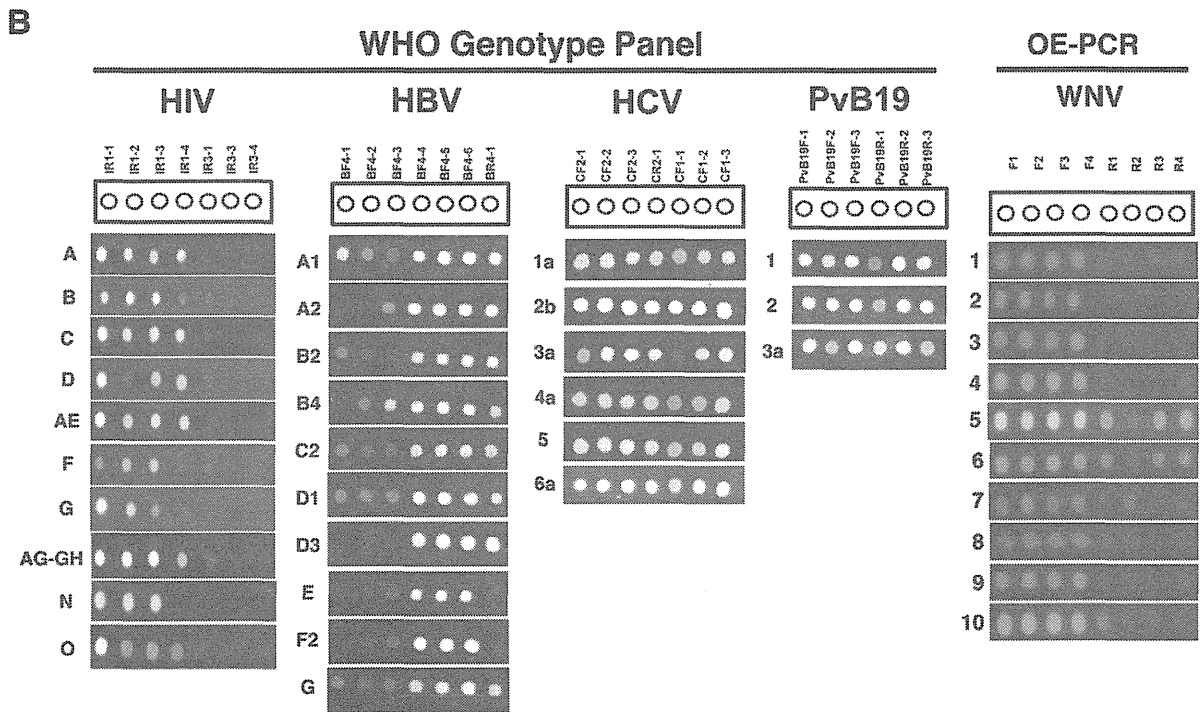 B
WHO Genotype Panel
OE-PCR
HIV
HBV
HCV
PvB19
WNV
IR1-1 IR1-2 IR1-3 IR1-4 IR3-1 IR3-3 IR3-4
BF4-1 BF4-2 BF4-3 BF4-4 BF4-5 BF4-6 BR4-1
CF2-1 CF2-2 CF2-3 CR2-1 CF1-1 CF1-2 CF1-3
PvB19F-1 PvB19F-2 PvB19F-3 PvB19R-1 PvB19R-2 PvB19R-3
F1 F2 F3 F4 R1 R2 R3 R4
A
B
C
D
AE
F
G
AG-GH
N
O
A1
A2
B2
B4
C2
D1
D3
E
F2
G
1a
2b
3a
4a
5
6a
1
2
3a
1
2
3
4
5
6
7
8
9
10